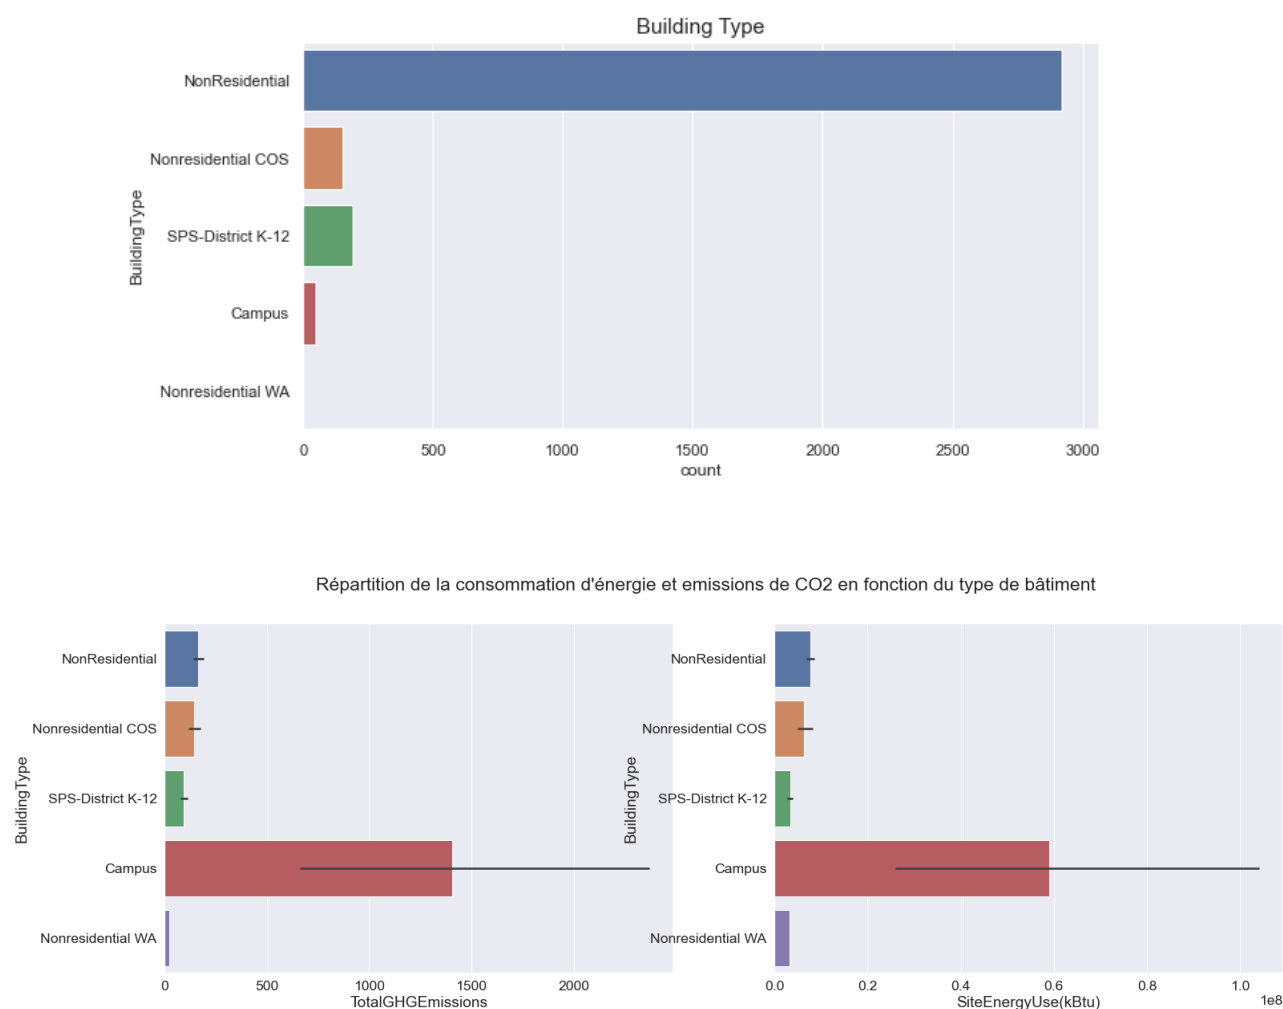 Building Type
BuildingType
NonResidential
Nonresidential COS
SPS-District K-12
Campus
Nonresidential WA
0 500 1000 1500 2000 2500 3000
count
Répartition de la consommation d'énergie et emissions de CO2 en fonction du type de bâtiment
BuildingType
NonResidential
Nonresidential COS
SPS-District K-12
Campus
Nonresidential WA
0 500 1000 1500 2000
TotalGHGEmissions
BuildingType
NonResidential
Nonresidential COS
SPS-District K-12
Campus
Nonresidential WA
0.0 0.2 0.4 0.6 0.8 1.0
1e8
SiteEnergyUse(kBtu)